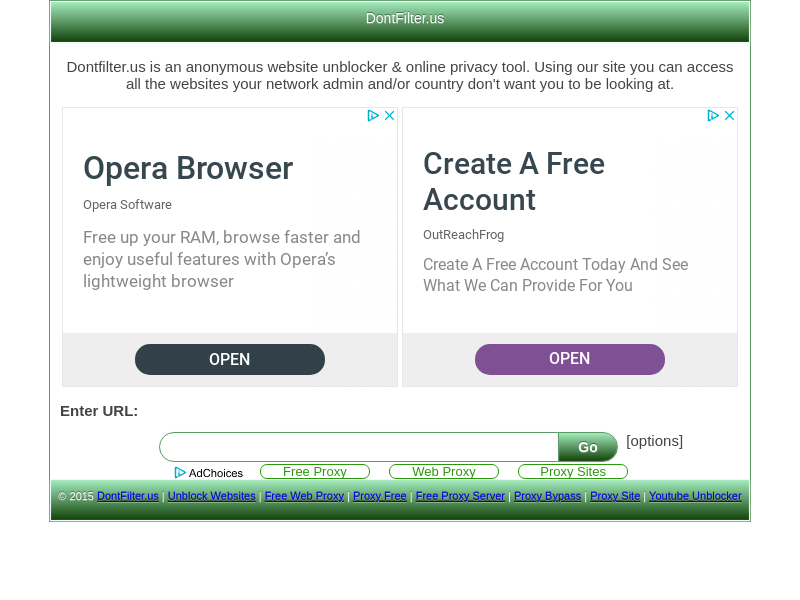 DontFilter.us
Dontfilter.us is an anonymous website unblocker & online privacy tool. Using our site you can access
all the websites your network admin and/or country don't want you to be looking at.
Opera Browser
Opera Software
Free up your RAM, browse faster and
enjoy useful features with Opera's
lightweight browser
OPEN
Create A Free
Account
OutReachFrog
Create A Free Account Today And See
What We Can Provide For You
OPEN
Enter URL:
Go [options]
AdChoices Free Proxy Web Proxy Proxy Sites
© 2015 DontFilter.us | Unblock Websites | Free Web Proxy | Proxy Free | Free Proxy Server | Proxy Bypass | Proxy Site | Youtube Unblocker